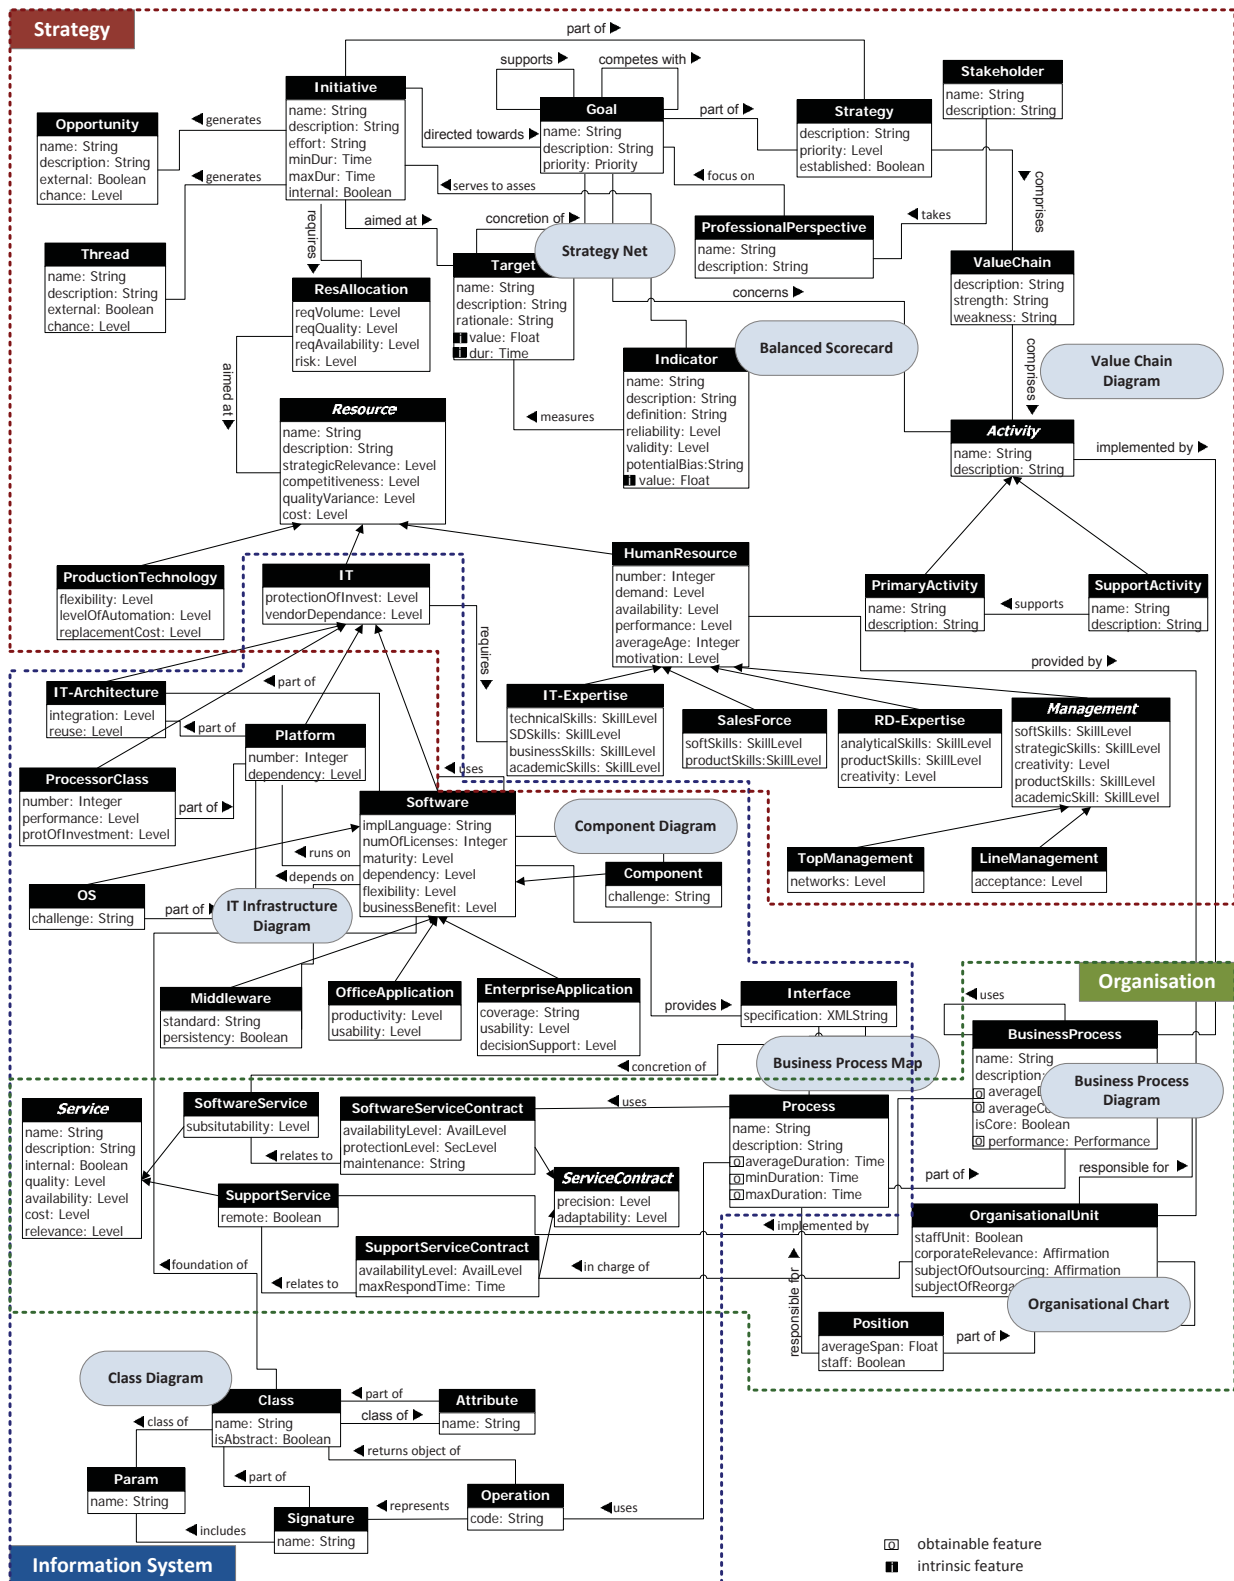 Strategy
part of ►
supports ►
competes with ►
Initiative
name: String
description: String
effort: String
minDur: Time
maxDur: Time
internal: Boolean
Goal
name: String
description: String
priority: Priority
part of ►
Strategy
description: String
priority: Level
established: Boolean
Stakeholder
name: String
description: String
Opportunity
name: String
description: String
external: Boolean
chance: Level
◄ generates
directed towards ►
◄ generates
◄ serves to asses
◄ focus on
◄ takes
comprises ►
requires ►
aimed at ►
concretion of ►
Strategy Net
ProfessionalPerspective
name: String
description: String
Thread
name: String
description: String
external: Boolean
chance: Level
ResAllocation
reqVolume: Level
reqQuality: Level
reqAvailability: Level
risk: Level
Target
name: String
description: String
rationale: String
i value: Float
i dur: Time
concerns ►
ValueChain
description: String
strength: String
weakness: String
Balanced Scorecard
Value Chain
Diagram
Indicator
name: String
description: String
definition: String
reliability: Level
validity: Level
potentialBias:String
i value: Float
aimed at ►
◄ measures
comprises ►
Resource
name: String
description: String
strategicRelevance: Level
competitiveness: Level
qualityVariance: Level
cost: Level
Activity
name: String
description: String
implemented by ►
ProductionTechnology
flexibility: Level
levelOfAutomation: Level
replacementCost: Level
IT
protectionOfInvest: Level
vendorDependance: Level
HumanResource
number: Integer
demand: Level
availability: Level
performance: Level
averageAge: Integer
motivation: Level
PrimaryActivity
name: String
description: String
◄ supports
SupportActivity
name: String
description: String
requires ►
provided by ►
IT-Architecture
integration: Level
reuse: Level
◄ part of
◄ part of
Platform
number: Integer
dependency: Level
IT-Expertise
technicalSkills: SkillLevel
SDSkills: SkillLevel
businessSkills: SkillLevel
academicSkills: SkillLevel
SalesForce
softSkills: SkillLevel
productSkills:SkillLevel
RD-Expertise
analyticalSkills: SkillLevel
productSkills: SkillLevel
creativity: Level
Management
softSkills: SkillLevel
strategicSkills: SkillLevel
creativity: Level
productSkills: SkillLevel
academicSkill: SkillLevel
ProcessorClass
number: Integer
performance: Level
protOfInvestment: Level
part of ►
◄ uses
Software
implLanguage: String
numOfLicenses: Integer
maturity: Level
dependency: Level
flexibility: Level
businessBenefit: Level
Component Diagram
◄ runs on
◄ depends on
Component
challenge: String
TopManagement
networks: Level
LineManagement
acceptance: Level
OS
challenge: String
part of ►
IT Infrastructure
Diagram
Middleware
standard: String
persistency: Boolean
OfficeApplication
productivity: Level
usability: Level
EnterpriseApplication
coverage: String
usability: Level
decisionSupport: Level
provides ►
Interface
specification: XMLString
Organisation
◄ uses
BusinessProcess
name: String
description:
O averageD
O averageCo
isCore: Boolean
O performance: Performance
Business Process
Diagram
◄ concretion of
Business Process Map
Service
name: String
description: String
internal: Boolean
quality: Level
availability: Level
cost: Level
relevance: Level
SoftwareService
subsitutability: Level
◄ relates to
SoftwareServiceContract
availabilityLevel: AvailLevel
protectionLevel: SecLevel
maintenance: String
◄ uses
Process
name: String
description: String
O averageDuration: Time
O minDuration: Time
O maxDuration: Time
part of ►
responsible for ►
SupportService
remote: Boolean
ServiceContract
precision: Level
adaptability: Level
◄ implemented by
OrganisationalUnit
staffUnit: Boolean
corporateRelevance: Affirmation
subjectOfOutsourcing: Affirmation
subjectOfReorga
Organisational Chart
◄ foundation of
◄ relates to
SupportServiceContract
availabilityLevel: AvailLevel
maxRespondTime: Time
◄ in charge of
responsible for ►
Position
averageSpan: Float
staff: Boolean
part of ►
Class Diagram
Class
name: String
isAbstract: Boolean
◄ part of
class of ►
Attribute
name: String
◄ class of
◄ returns object of
Param
name: String
◄ part of
◄ includes
Signature
name: String
◄ represents
Operation
code: String
◄ uses
Information System
O obtainable feature
i intrinsic feature